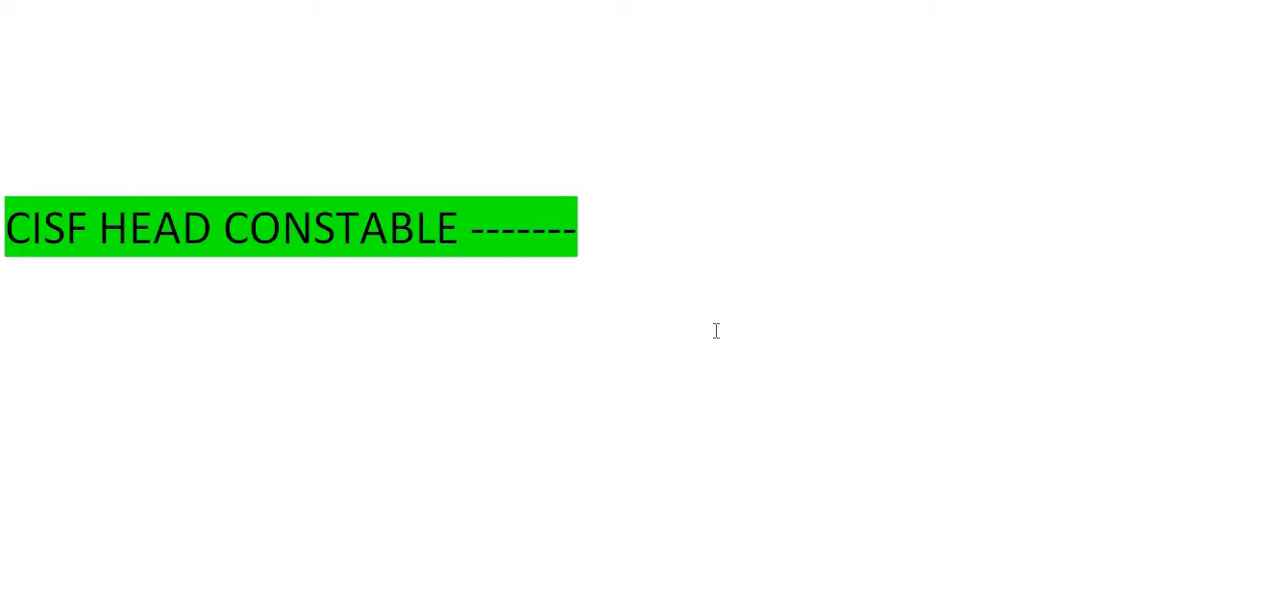 CISF HEAD CONSTABLE -------